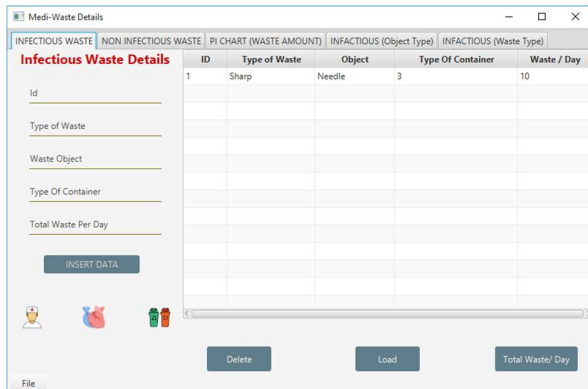 Medi-Waste Details
INFECTIOUS WASTE NON INFECTIOUS WASTE PI CHART (WASTE AMOUNT) INFACTIOUS (Object Type) INFACTIOUS (Waste Type)
Infectious Waste Details
Id
Type of Waste
Waste Object
Type Of Container
Total Waste Per Day
INSERT DATA
ID Type of Waste Object Type Of Container Waste / Day
1 Sharp Needle 3 10
Delete Load Total Waste/ Day
File